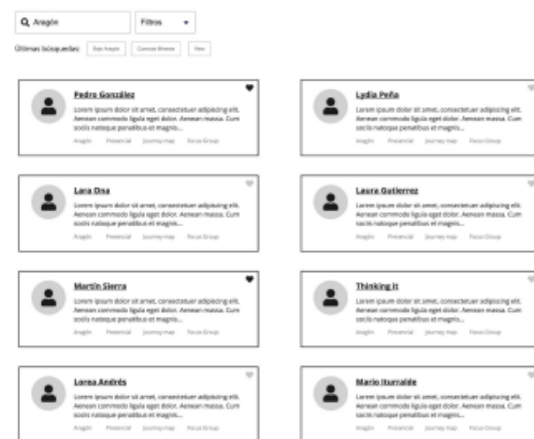 Aragón
Filtros
Últimas búsquedas:
Bajo Aragón
Pedro González
Lorem ipsum dolor sit amet, consectetuer adipiscing elit.
Aenean commodo ligula eget dolor. Aenean massa. Cum
sociis natoque penatibus et magnis...
Aragón Presencial Journey map Focus Group
Lydia Peña
Lorem ipsum dolor sit amet, consectetuer adipiscing elit.
Aenean commodo ligula eget dolor. Aenean massa. Cum
sociis natoque penatibus et magnis...
Aragón Presencial Journey map Focus Group
Lara Ona
Lorem ipsum dolor sit amet, consectetuer adipiscing elit.
Aenean commodo ligula eget dolor. Aenean massa. Cum
sociis natoque penatibus et magnis...
Aragón Presencial Journey map Focus Group
Laura Gutierrez
Lorem ipsum dolor sit amet, consectetuer adipiscing elit.
Aenean commodo ligula eget dolor. Aenean massa. Cum
sociis natoque penatibus et magnis...
Aragón Presencial Journey map Focus Group
Martín Sierra
Lorem ipsum dolor sit amet, consectetuer adipiscing elit.
Aenean commodo ligula eget dolor. Aenean massa. Cum
sociis natoque penatibus et magnis...
Aragón Presencial Journey map Focus Group
Thinking it
Lorem ipsum dolor sit amet, consectetuer adipiscing elit.
Aenean commodo ligula eget dolor. Aenean massa. Cum
sociis natoque penatibus et magnis...
Aragón Presencial Journey map Focus Group
Lorea Andrés
Lorem ipsum dolor sit amet, consectetuer adipiscing elit.
Aenean commodo ligula eget dolor. Aenean massa. Cum
sociis natoque penatibus et magnis...
Aragón Presencial Journey map Focus Group
Mario Iturralde
Lorem ipsum dolor sit amet, consectetuer adipiscing elit.
Aenean commodo ligula eget dolor. Aenean massa. Cum
sociis natoque penatibus et magnis...
Aragón Presencial Journey map Focus Group